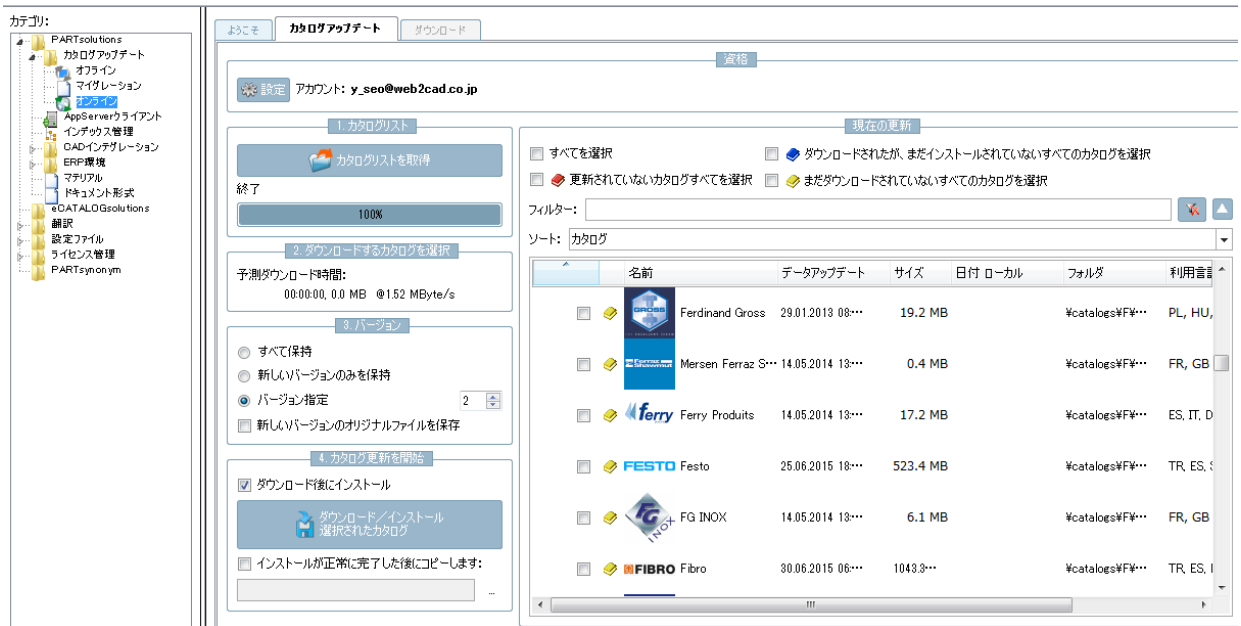 カテゴリ:
PARTsolutions
カタログアップデート
オフライン
マイグレーション
オンライン
AppServerクライアント
インデックス管理
CADインテグレーション
ERP環境
マテリアル
ドキュメント形式
eCATALOGsolutions
翻訳
設定ファイル
ライセンス管理
PARTsynonym
ようこそ カタログアップデート ダウンロード
資格
設定 アカウント: y_seo@web2cad.co.jp
1. カタログリスト
カタログリストを取得
終了
100%
2. ダウンロードするカタログを選択
予測ダウンロード時間:
00:00:00, 0.0 MB @1.52 MByte/s
3. バージョン
すべて保持
新しいバージョンのみを保持
バージョン指定 2
新しいバージョンのオリジナルファイルを保存
4. カタログ更新を開始
ダウンロード後にインストール
ダウンロード/インストール
選択されたカタログ
インストールが正常に完了した後にコピーします:
...
現在の更新
すべてを選択 ダウンロードされたが、まだインストールされていないすべてのカタログを選択
更新されていないカタログすべてを選択 まだダウンロードされていないすべてのカタログを選択
フィルター:
ソート: カタログ
名前 データアップデート サイズ 日付 ローカル フォルダ 利用言語
GROSS Ferdinand Gross 29.01.2013 08:… 19.2 MB ¥catalogs¥F¥… PL, HU,
Ferraz Shawmut Mersen Ferraz S… 14.05.2014 13:… 0.4 MB ¥catalogs¥F¥… FR, GB
ferry Ferry Produits 14.05.2014 13:… 17.2 MB ¥catalogs¥F¥… ES, IT, D
FESTO Festo 25.06.2015 18:… 523.4 MB ¥catalogs¥F¥… TR, ES, S
FG INOX FG INOX 14.05.2014 13:… 6.1 MB ¥catalogs¥F¥… FR, GB
FIBRO Fibro 30.06.2015 06:… 1043.3… ¥catalogs¥F¥… TR, ES,